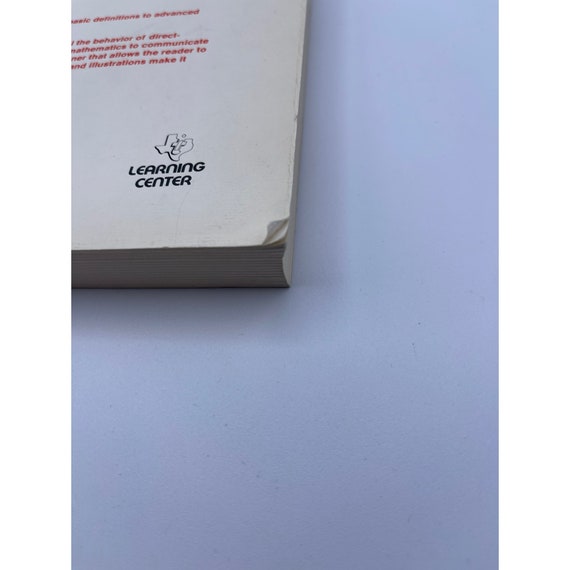 basic definitions to advanced
the behavior of direct-
mathematics to communicate
ner that allows the reader to
and illustrations make it
LEARNING
CENTER